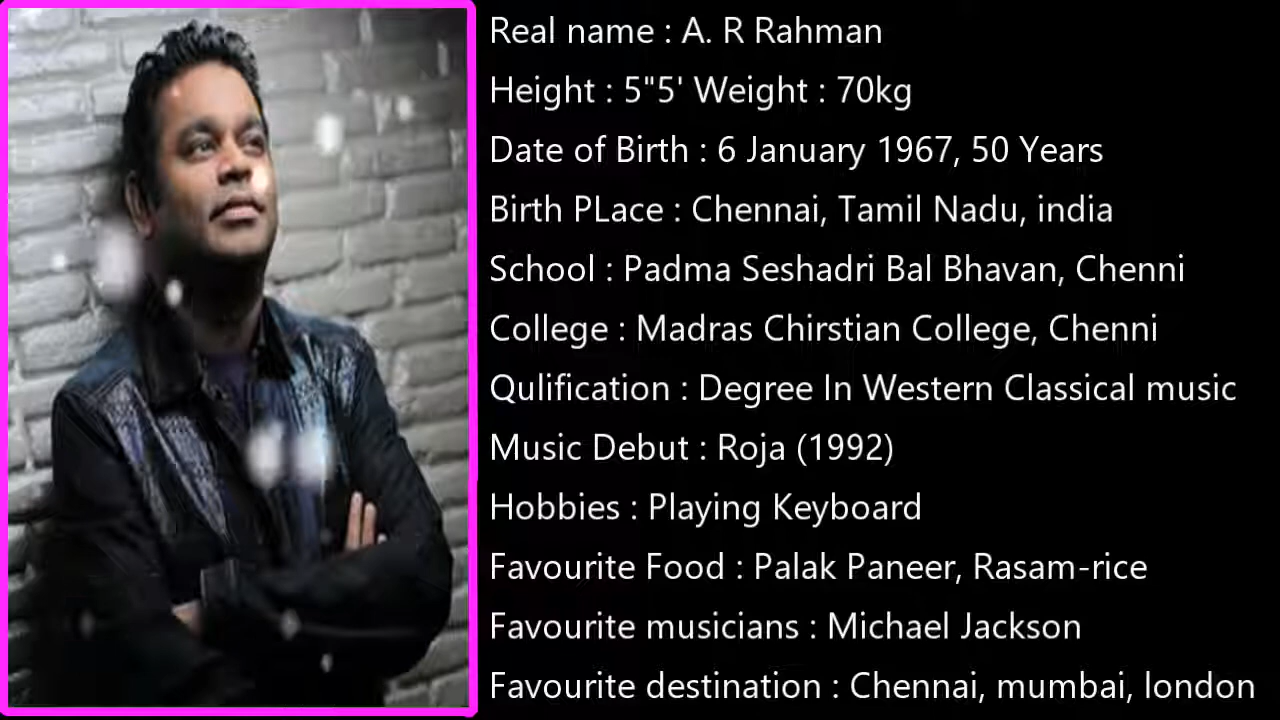 Real name : A. R Rahman
Height : 5"5' Weight : 70kg
Date of Birth : 6 January 1967, 50 Years
Birth PLace : Chennai, Tamil Nadu, india
School : Padma Seshadri Bal Bhavan, Chenni
College : Madras Chirstian College, Chenni
Qulification : Degree In Western Classical music
Music Debut : Roja (1992)
Hobbies : Playing Keyboard
Favourite Food : Palak Paneer, Rasam-rice
Favourite musicians : Michael Jackson
Favourite destination : Chennai, mumbai, london